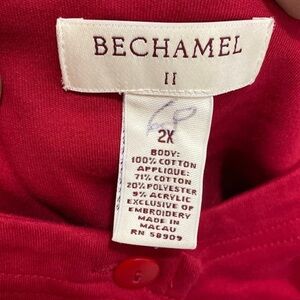 BECHAMEL
II
2X
BODY:
100% COTTON
APPLIQUE:
71% COTTON
20% POLYESTER
9% ACRYLIC
EXCLUSIVE OF
EMBROIDERY
MADE IN
MACAU
RN 58909